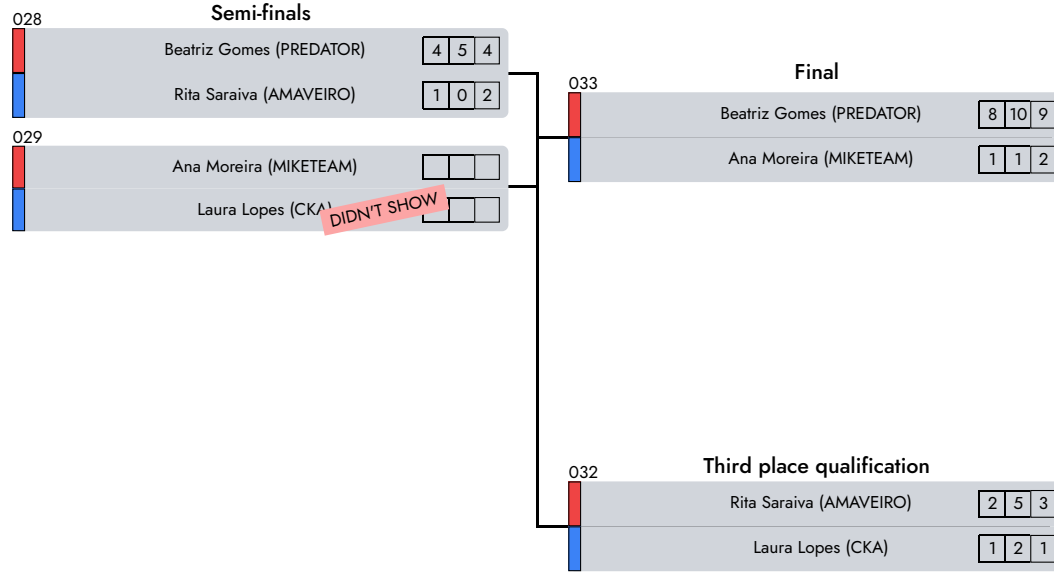 Semi-finals
028
Beatriz Gomes (PREDATOR) 4 5 4
Rita Saraiva (AMAVEIRO) 1 0 2
029
Ana Moreira (MIKETEAM)
Laura Lopes (CKA)
DIDN'T SHOW
Final
033
Beatriz Gomes (PREDATOR) 8 10 9
Ana Moreira (MIKETEAM) 1 1 2
Third place qualification
032
Rita Saraiva (AMAVEIRO) 2 5 3
Laura Lopes (CKA) 1 2 1